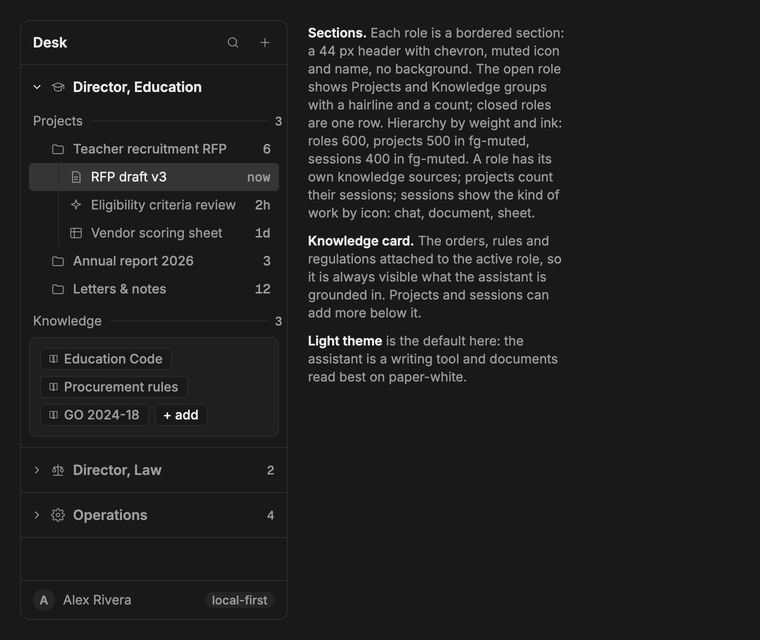 Desk
Director, Education
Projects 3
Teacher recruitment RFP 6
RFP draft v3 now
Eligibility criteria review 2h
Vendor scoring sheet 1d
Annual report 2026 3
Letters & notes 12
Knowledge 3
Education Code
Procurement rules
GO 2024-18 + add
Director, Law 2
Operations 4
A Alex Rivera local-first
Sections. Each role is a bordered section:
a 44 px header with chevron, muted icon
and name, no background. The open role
shows Projects and Knowledge groups
with a hairline and a count; closed roles
are one row. Hierarchy by weight and ink:
roles 600, projects 500 in fg-muted,
sessions 400 in fg-muted. A role has its
own knowledge sources; projects count
their sessions; sessions show the kind of
work by icon: chat, document, sheet.
Knowledge card. The orders, rules and
regulations attached to the active role, so
it is always visible what the assistant is
grounded in. Projects and sessions can
add more below it.
Light theme is the default here: the
assistant is a writing tool and documents
read best on paper-white.